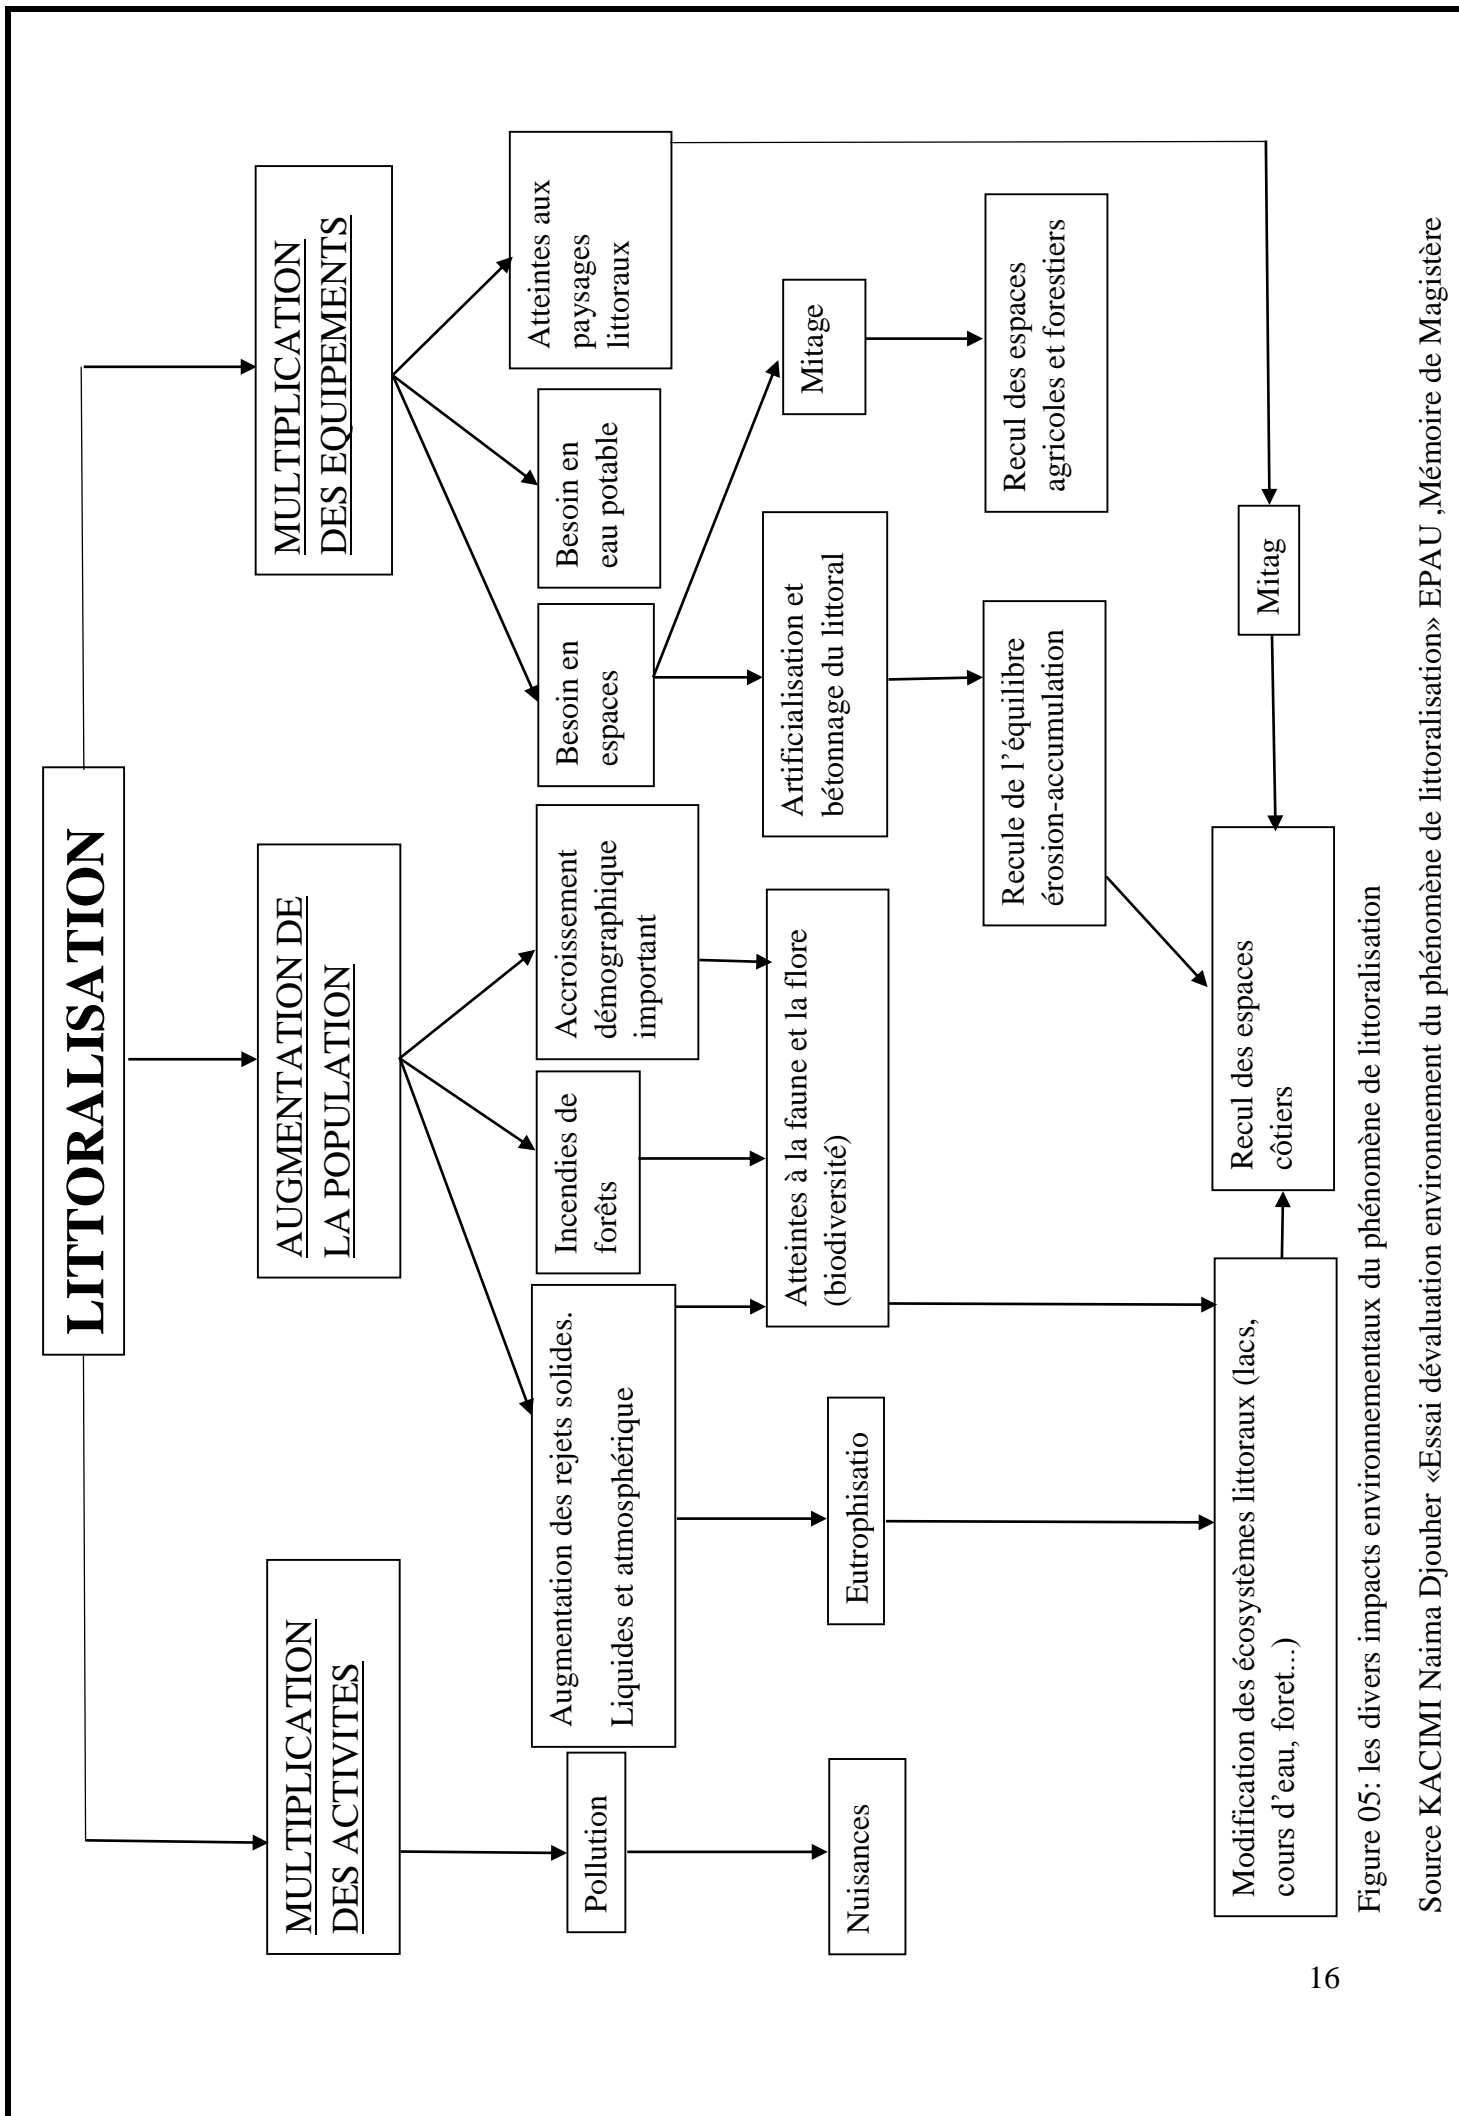 LITTORALISATION
MULTIPLICATION
DES ACTIVITES
AUGMENTATION DE
LA POPULATION
MULTIPLICATION
DES EQUIPEMENTS
Pollution
Augmentation des rejets solides.
Liquides et atmosphérique
Incendies de
forêts
Accroissement
démographique
important
Besoin en
espaces
Besoin en
eau potable
Atteintes aux
paysages
littoraux
Nuisances
Eutrophisatio
Atteintes à la faune et la flore
(biodiversité)
Artificialisation et
bétonnage du littoral
Mitage
Recule de l’équilibre
érosion-accumulation
Recul des espaces
agricoles et forestiers
Modification des écosystèmes littoraux (lacs,
cours d’eau, foret...)
Recul des espaces
côtiers
Mitag
Figure 05: les divers impacts environnementaux du phénomène de littoralisation
Source KACIMI Naima Djouher «Essai dévaluation environnement du phénomène de littoralisation» EPAU ,Mémoire de Magistère
16